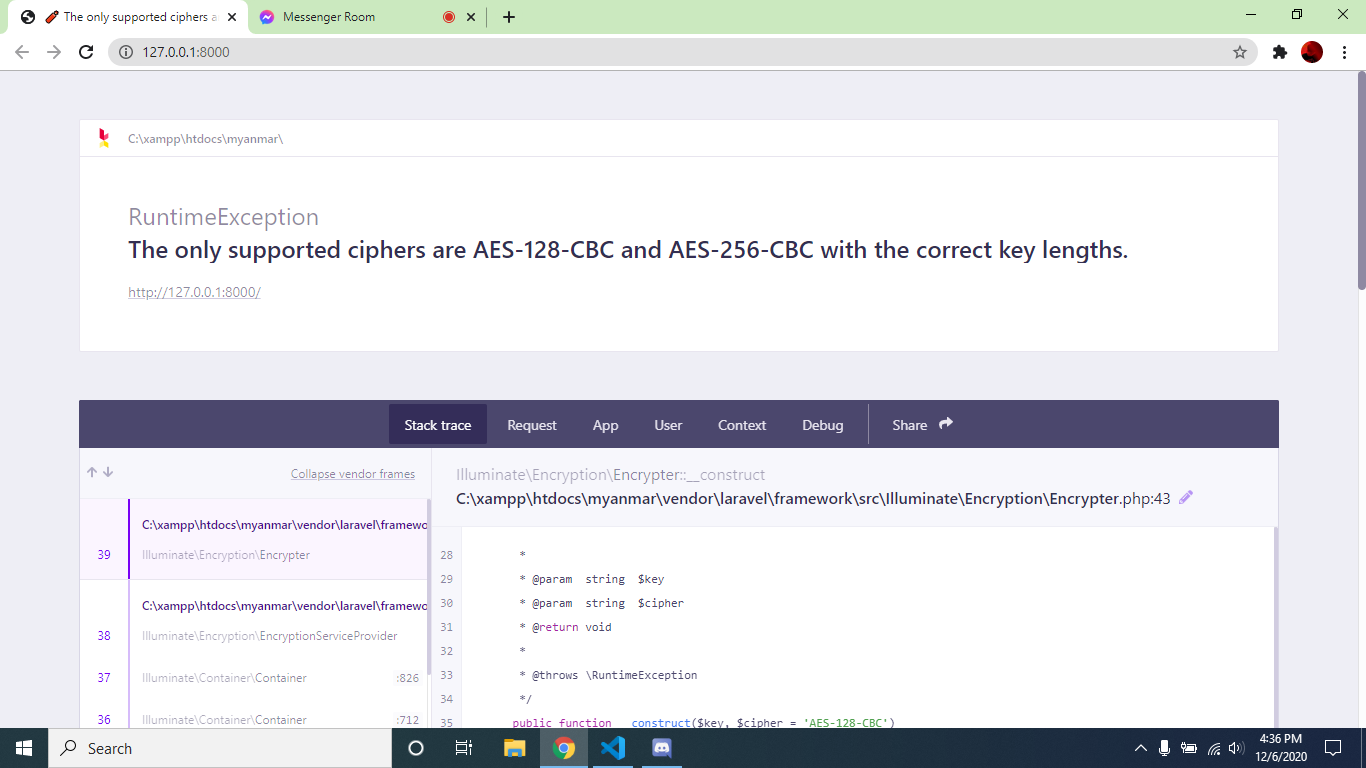 The only supported ciphers a
Messenger Room
127.0.0.1:8000
C:\xampp\htdocs\myanmar\
RuntimeException
The only supported ciphers are AES-128-CBC and AES-256-CBC with the correct key lengths.
http://127.0.0.1:8000/
Stack trace Request App User Context Debug Share
Collapse vendor frames
Illuminate\Encryption\Encrypter::__construct
C:\xampp\htdocs\myanmar\vendor\laravel\framework\src\Illuminate\Encryption\Encrypter.php:43
C:\xampp\htdocs\myanmar\vendor\laravel\framewo
39 Illuminate\Encryption\Encrypter
C:\xampp\htdocs\myanmar\vendor\laravel\framewo
38 Illuminate\Encryption\EncryptionServiceProvider
37 Illuminate\Container\Container :826
36 Illuminate\Container\Container :712
28 *
29 * @param  string  $key
30 * @param  string  $cipher
31 * @return void
32 *
33 * @throws \RuntimeException
34 */
35 public function __construct($key, $cipher = 'AES-128-CBC')
Search
4:36 PM
12/6/2020